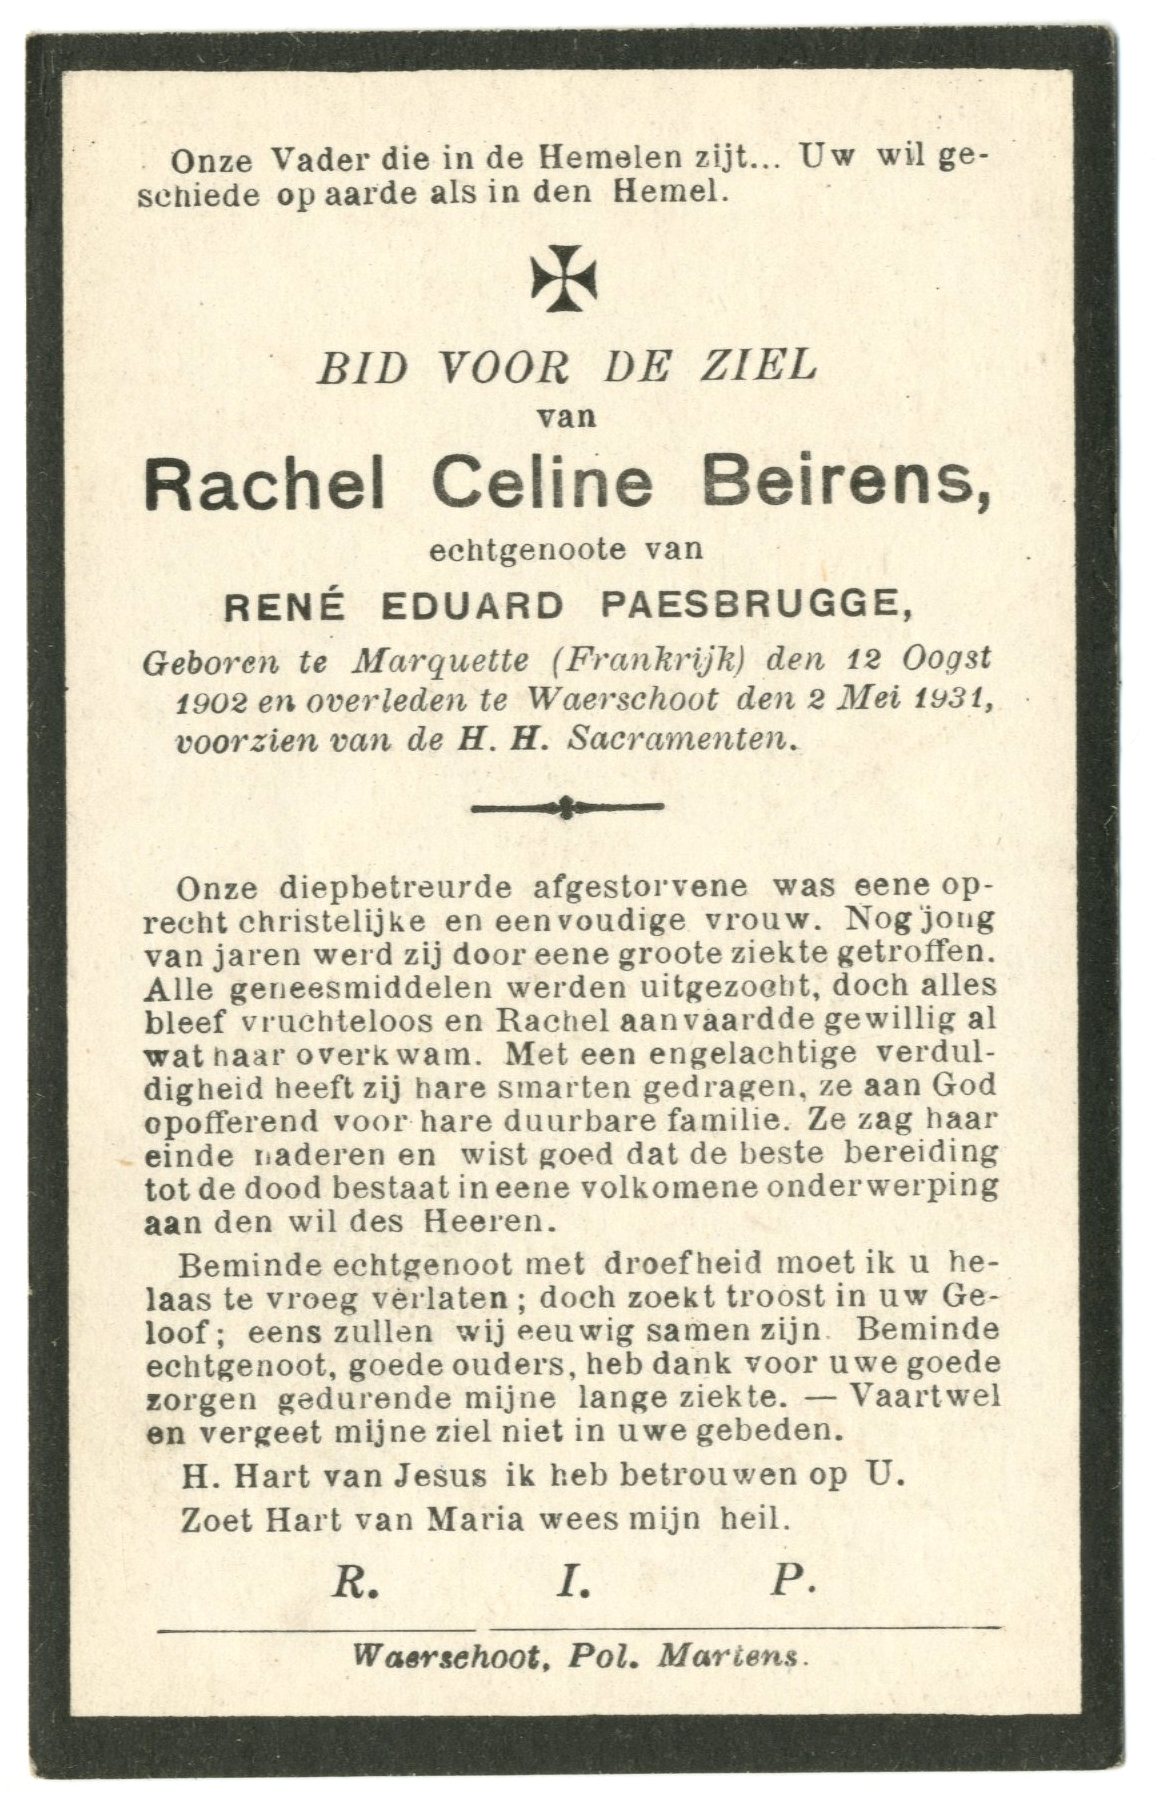 Onze Vader die in de Hemelen zijt... Uw wil ge-
schiede op aarde als in den Hemel.
BID VOOR DE ZIEL
van
Rachel Celine Beirens,
echtgenoote van
RENÉ EDUARD PAESBRUGGE,
Geboren te Marquette (Frankrijk) den 12 Oogst
1902 en overleden te Waerschoot den 2 Mei 1931,
voorzien van de H. H. Sacramenten.
Onze diepbetreurde afgestorvene was eene op-
recht christelijke en eenvoudige vrouw. Nog jong
van jaren werd zij door eene groote ziekte getroffen.
Alle geneesmiddelen werden uitgezocht, doch alles
bleef vruchteloos en Rachel aanvaardde gewillig al
wat haar overkwam. Met een engelachtige verdul-
digheid heeft zij hare smarten gedragen, ze aan God
opofferend voor hare duurbare familie. Ze zag haar
einde naderen en wist goed dat de beste bereiding
tot de dood bestaat in eene volkomene onderwerping
aan den wil des Heeren.
Beminde echtgenoot met droefheid moet ik u he-
laas te vroeg verlaten ; doch zoekt troost in uw Ge-
loof ; eens zullen wij eeuwig samen zijn. Beminde
echtgenoot, goede ouders, heb dank voor uwe goede
zorgen gedurende mijne lange ziekte. — Vaartwel
en vergeet mijne ziel niet in uwe gebeden.
H. Hart van Jesus ik heb betrouwen op U.
Zoet Hart van Maria wees mijn heil.
R. I. P.
Waerschoot, Pol. Martens.